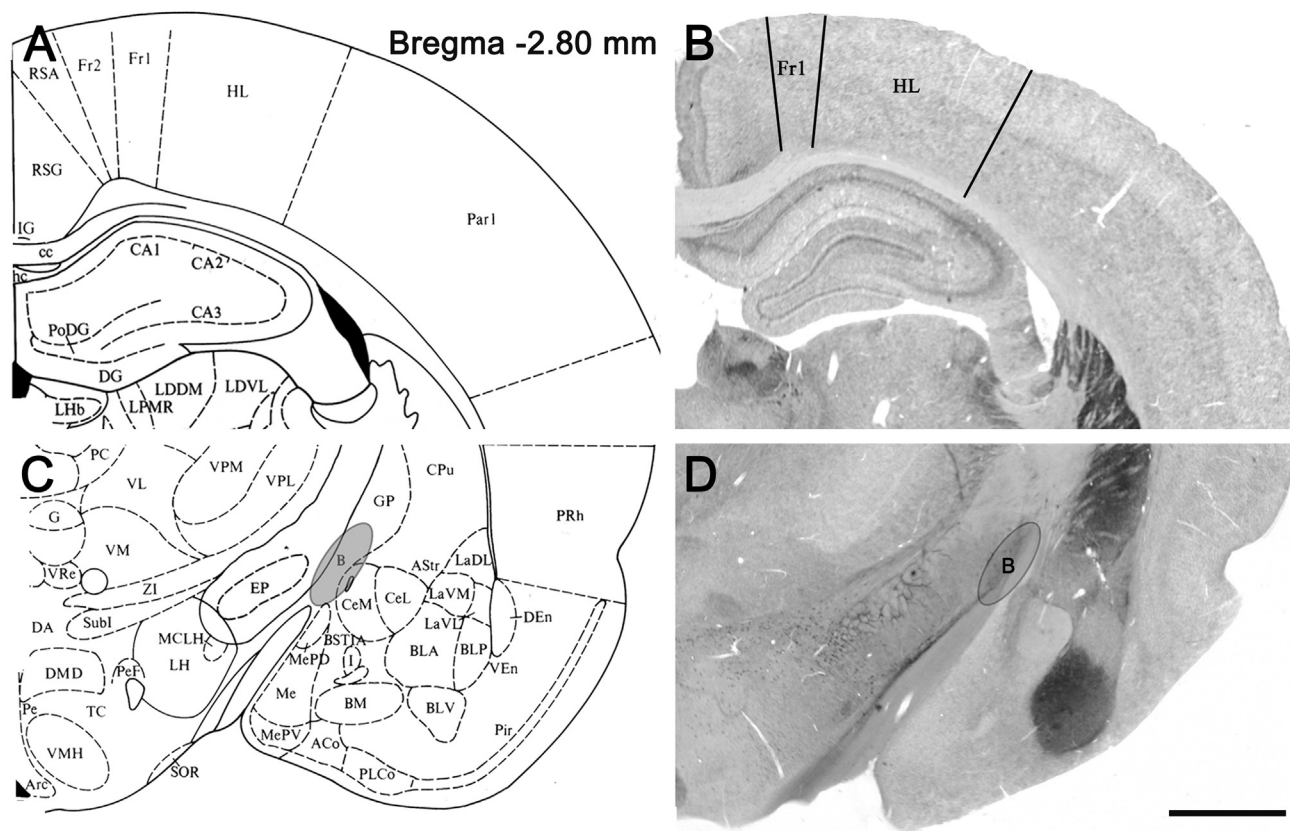 A
Bregma -2.80 mm
RSA
Fr2
Fr1
HL
RSG
Par1
IG
cc
hc
CA1
CA2
CA3
PoDG
DG
LDDM
LDVL
LHb
LPMR
B
Fr1
HL
C
PC
VPM
VL
VPL
CPu
GP
G
PRh
VM
B
VRe
AStr
LaDL
ZI
EP
CeM
CeL
LaVM
DEn
DA
SubI
MCLH
BSTIA
LaVL
LH
MePD
I
BLA
BLP
VEn
DMD
PeF
Me
BM
BLV
Pe
TC
Pir
VMH
MePV
ACo
SOR
PLCo
Arc
D
B